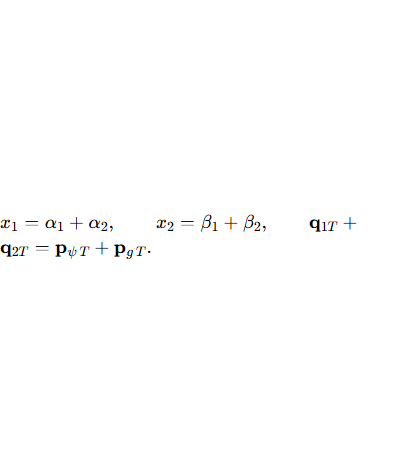 x₁ = α₁ + α₂, x₂ = β₁ + β₂, q₁T +
q₂T = pψ T + pg T.